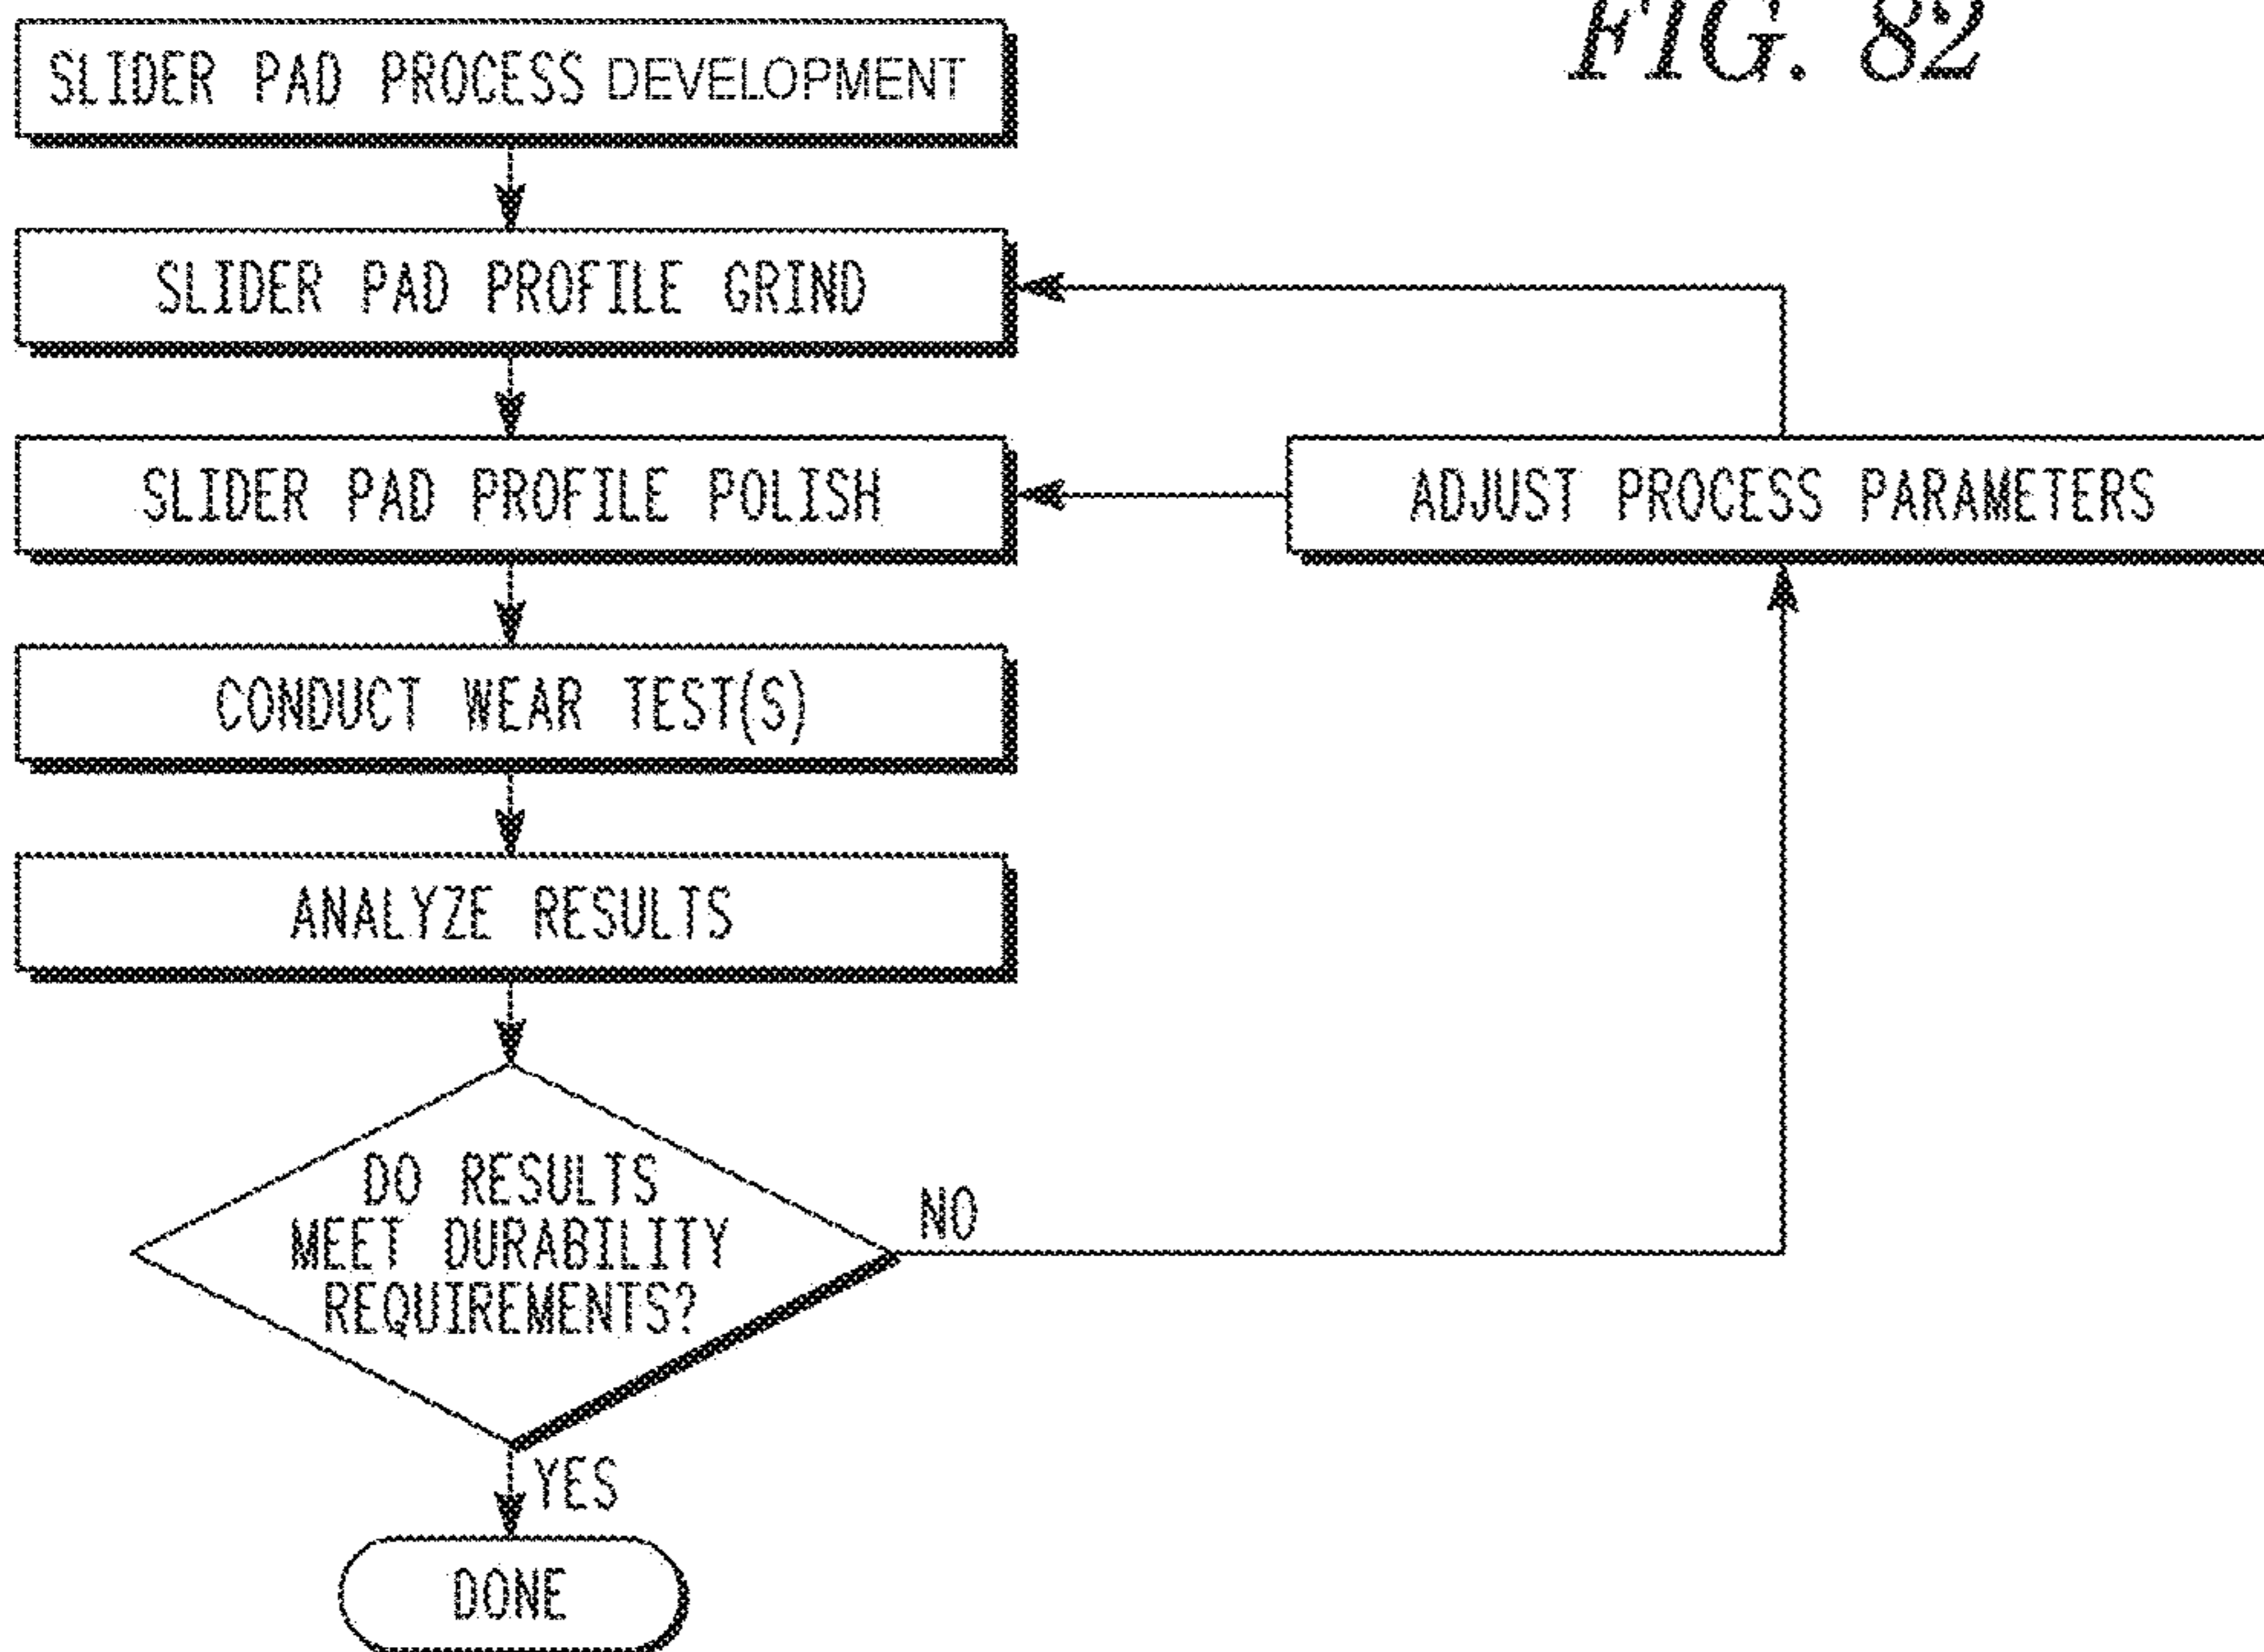 FIG. 82
SLIDER PAD PROCESS DEVELOPMENT
SLIDER PAD PROFILE GRIND
SLIDER PAD PROFILE POLISH
ADJUST PROCESS PARAMETERS
CONDUCT WEAR TEST(S)
ANALYZE RESULTS
DO RESULTS
MEET DURABILITY
REQUIREMENTS?
NO
YES
DONE